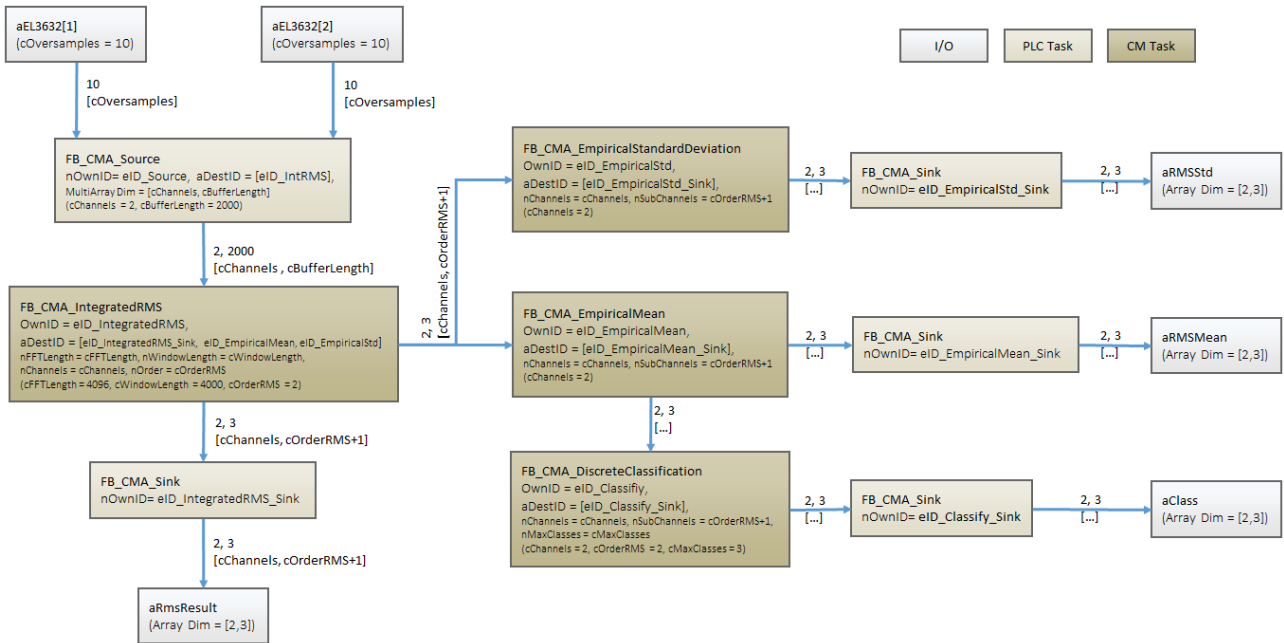 aEL3632[1]
(cOversamples = 10)
aEL3632[2]
(cOversamples = 10)
I/O
PLC Task
CM Task
10
[cOversamples]
10
[cOversamples]
FB_CMA_Source
nOwnID= eID_Source, aDestID = [eID_IntRMS],
MultiArray Dim = [cChannels, cBufferLength]
(cChannels = 2, cBufferLength = 2000)
2, 2000
[cChannels , cBufferLength]
FB_CMA_IntegratedRMS
OwnID = eID_IntegratedRMS,
aDestID = [eID_IntegratedRMS_Sink, eID_EmpiricalMean, eID_EmpiricalStd]
nFFTLength = cFFTLength, nWindowLength = cWindowLength,
nChannels = cChannels, nOrder = cOrderRMS
(cFFTLength = 4096, cWindowLength = 4000, cOrderRMS = 2)
2, 3
[cChannels, cOrderRMS+1]
FB_CMA_Sink
nOwnID= eID_IntegratedRMS_Sink
2, 3
[cChannels, cOrderRMS+1]
aRmsResult
(Array Dim = [2,3])
2, 3
[cChannels, cOrderRMS+1]
FB_CMA_EmpiricalStandardDeviation
OwnID = eID_EmpiricalStd,
aDestID = [eID_EmpiricalStd_Sink],
nChannels = cChannels, nSubChannels = cOrderRMS+1
(cChannels = 2)
2, 3
[...]
FB_CMA_Sink
nOwnID= eID_EmpiricalStd_Sink
2, 3
[...]
aRMSStd
(Array Dim = [2,3])
FB_CMA_EmpiricalMean
OwnID = eID_EmpiricalMean,
aDestID = [eID_EmpiricalMean_Sink],
nChannels = cChannels, nSubChannels = cOrderRMS+1
(cChannels = 2)
2, 3
[...]
FB_CMA_Sink
nOwnID= eID_EmpiricalMean_Sink
2, 3
[...]
aRMSMean
(Array Dim = [2,3])
2, 3
[...]
FB_CMA_DiscreteClassification
OwnID = eID_Classifiy,
aDestID = [eID_Classify_Sink],
nChannels = cChannels, nSubChannels = cOrderRMS+1,
nMaxClasses = cMaxClasses
(cChannels = 2, cOrderRMS = 2, cMaxClasses = 3)
2, 3
[...]
FB_CMA_Sink
nOwnID= eID_Classify_Sink
2, 3
[...]
aClass
(Array Dim = [2,3])